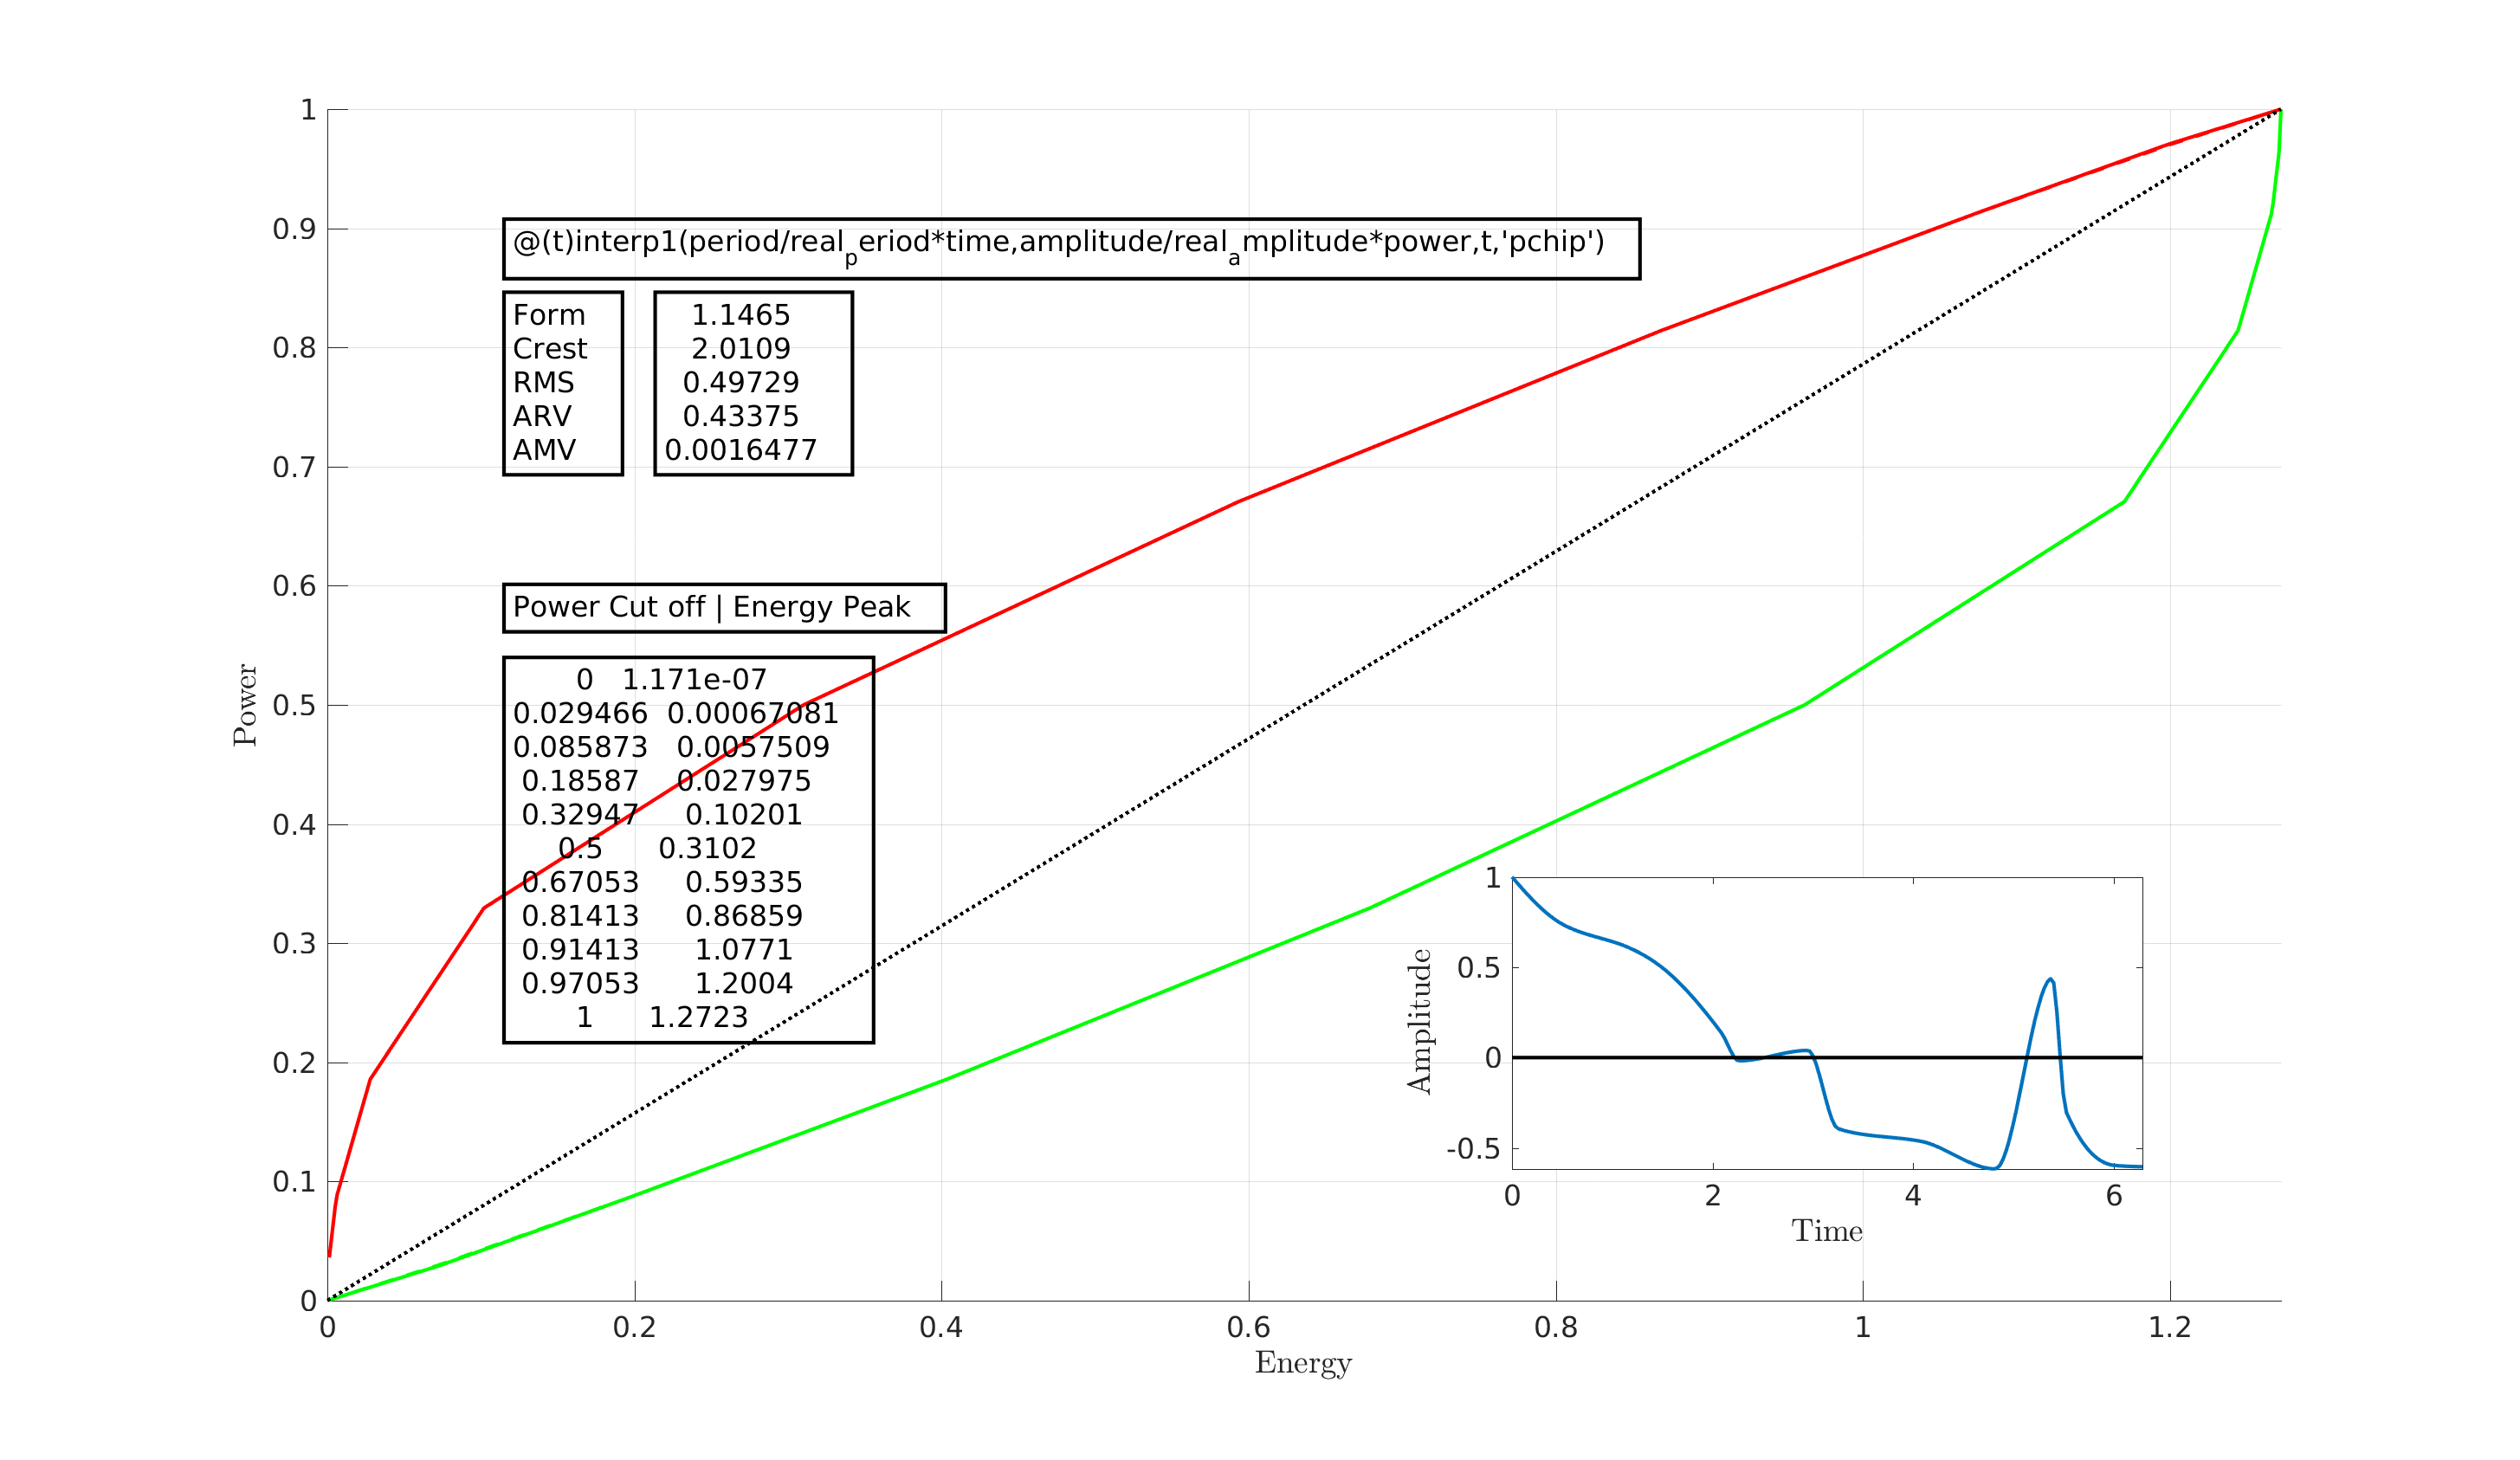 1
0.9
0.8
0.7
0.6
0.5
0.4
0.3
0.2
0.1
0
Power
@(t)interp1(period/real_period*time,amplitude/real_amplitude*power,t,'pchip')
Form 1.1465
Crest 2.0109
RMS 0.49729
ARV 0.43375
AMV 0.0016477
Power Cut off | Energy Peak
0 1.171e-07
0.029466 0.00067081
0.085873 0.0057509
0.18587 0.027975
0.32947 0.10201
0.5 0.3102
0.67053 0.59335
0.81413 0.86859
0.91413 1.0771
0.97053 1.2004
1 1.2723
1
0.5
0
-0.5
Amplitude
0 2 4 6
Time
0 0.2 0.4 0.6 0.8 1 1.2
Energy